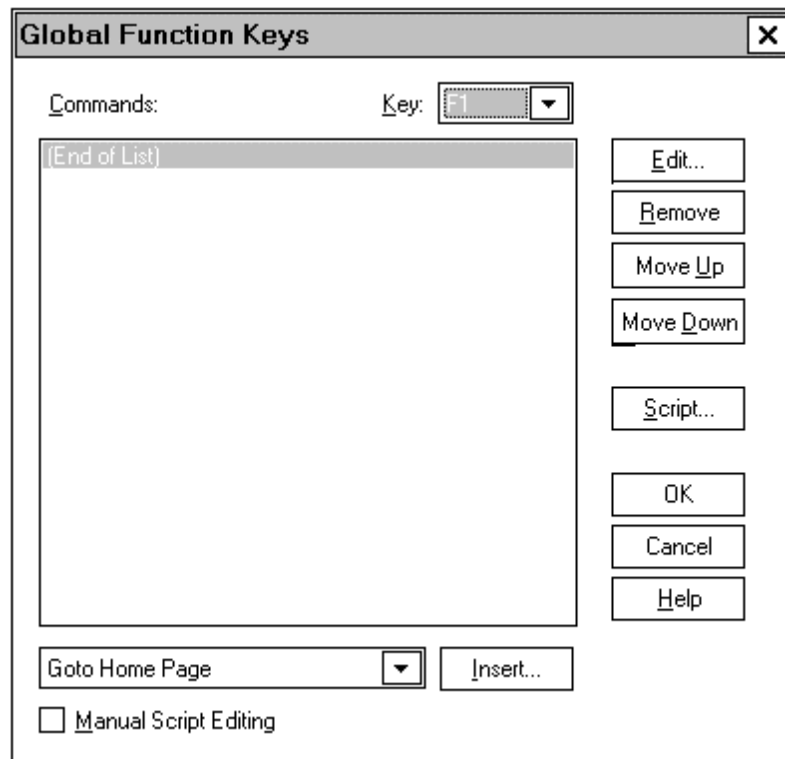 Global Function Keys
Commands:
Key: F1
(End of List)
Edit...
Remove
Move Up
Move Down
Script...
OK
Cancel
Help
Goto Home Page
Insert...
Manual Script Editing